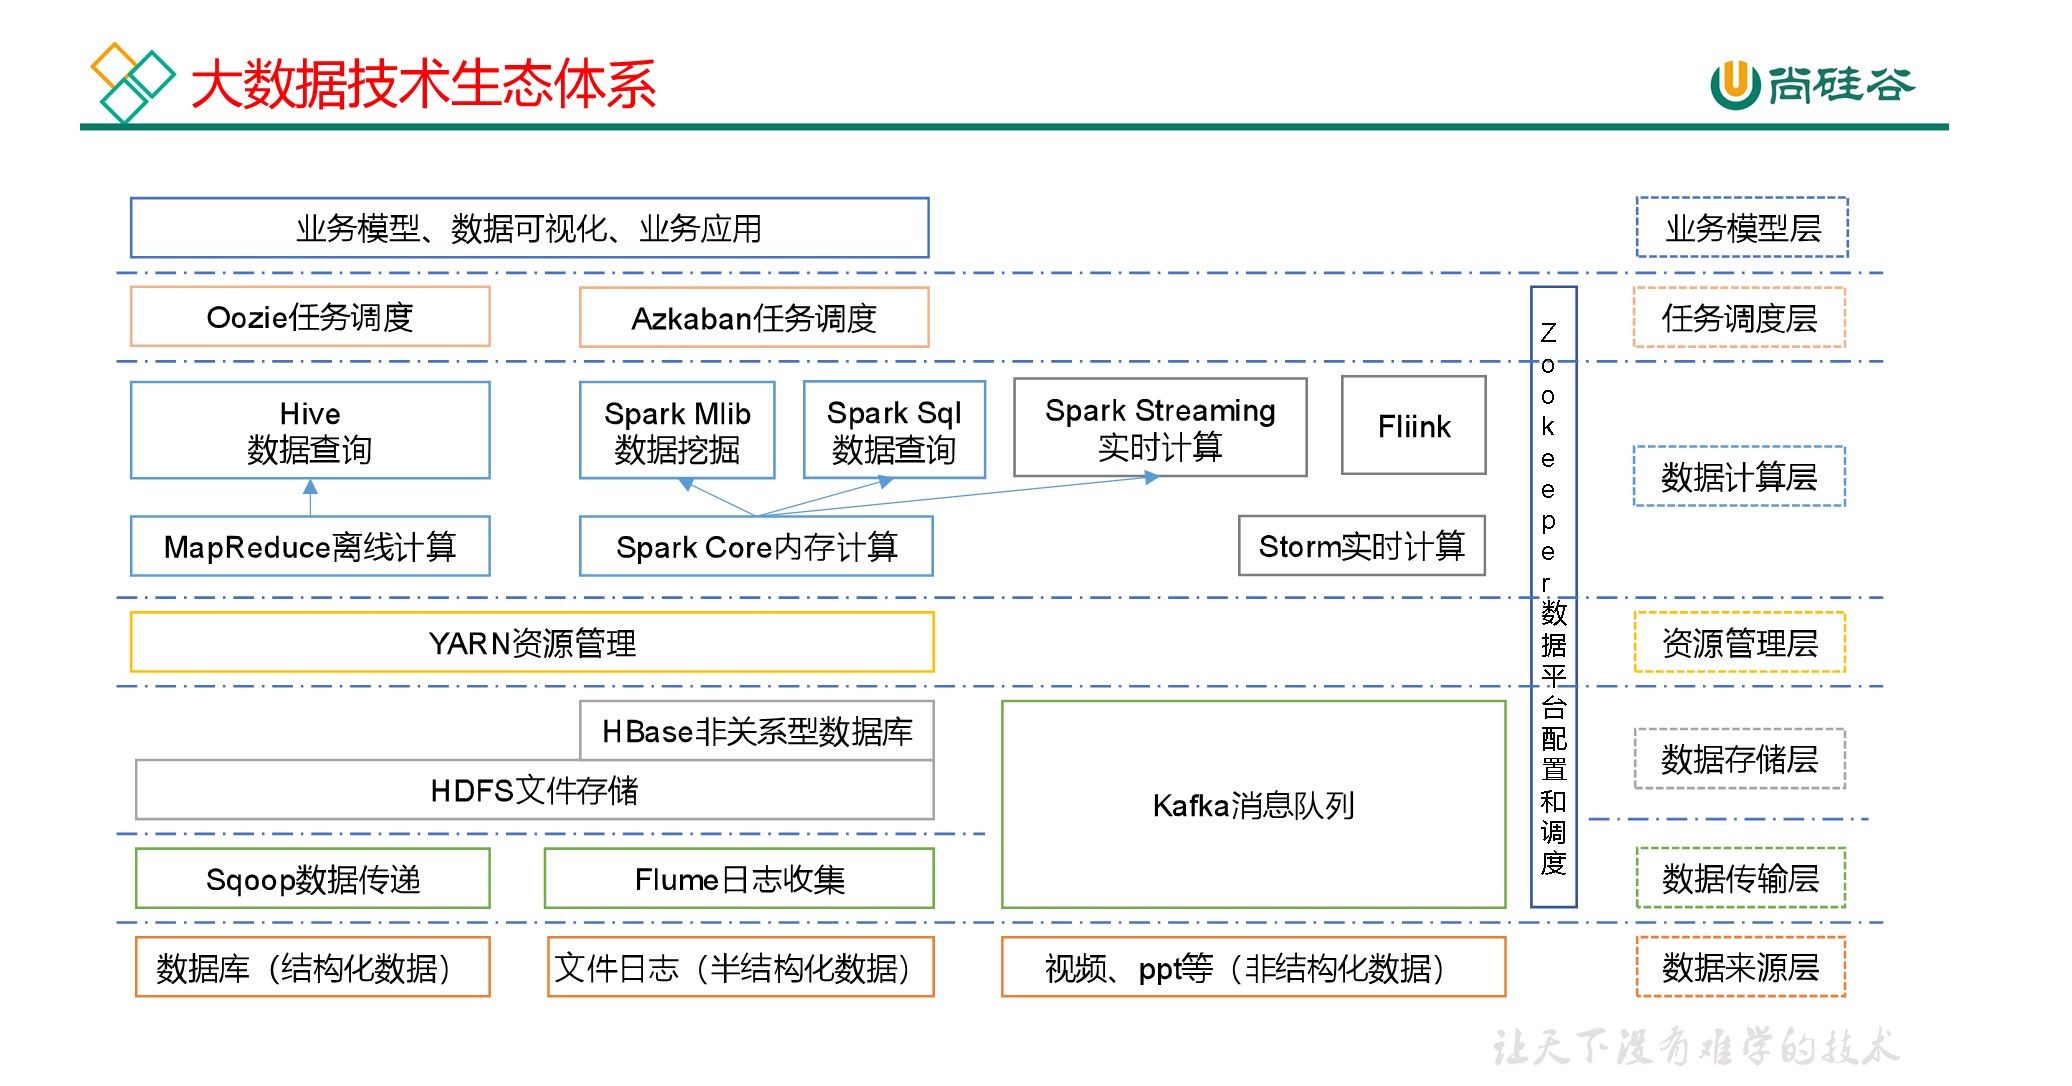 大数据技术生态体系
尚硅谷
业务模型、数据可视化、业务应用
业务模型层
Oozie任务调度
Azkaban任务调度
任务调度层
Hive
数据查询
Spark Mlib
数据挖掘
Spark Sql
数据查询
Spark Streaming
实时计算
Fliink
数据计算层
MapReduce离线计算
Spark Core内存计算
Storm实时计算
Zookeeper数据平台配置和调度
YARN资源管理
资源管理层
HBase非关系型数据库
HDFS文件存储
Kafka消息队列
数据存储层
Sqoop数据传递
Flume日志收集
数据传输层
数据库（结构化数据）
文件日志（半结构化数据）
视频、ppt等（非结构化数据）
数据来源层
让天下没有难学的技术